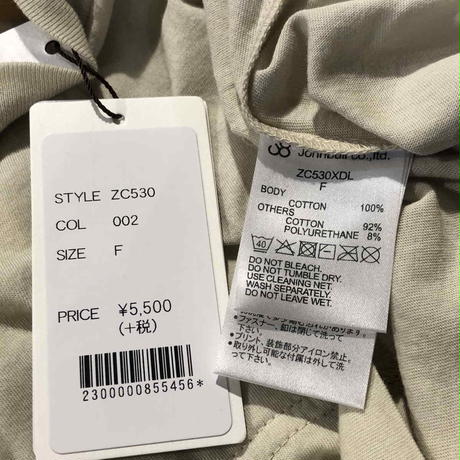 STYLE ZC530
COL 002
SIZE F
PRICE ¥5,500
(+税)
2300000855456*
Johnbull co.,ltd.
ZC530XDL
F
BODY
COTTON 100%
OTHERS
COTTON 92%
POLYURETHANE 8%
40
DO NOT BLEACH.
DO NOT TUMBLE DRY.
USE CLEANING NET.
WASH SEPARATELY.
DO NOT LEAVE WET.
•ファスナー、釦は閉じて洗って
下さい。
•プリント、装飾部分アイロン禁止。
•取り外し可能な付属は外して洗
って下さい。